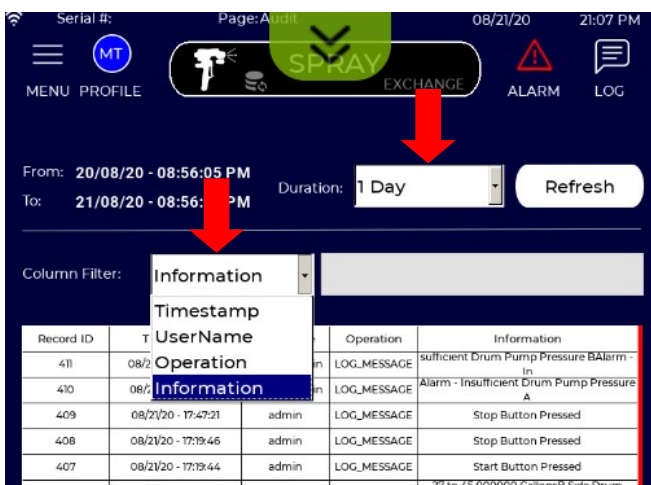 Serial #: Page:Audit 08/21/20 21:07 PM
MT
SPRAY
EXCHANGE
MENU PROFILE ALARM LOG
From: 20/08/20 - 08:56:05 PM
Duration: 1 Day Refresh
To: 21/08/20 - 08:56: PM
Column Filter: Information
Timestamp
UserName
Operation
Information
Record ID T Operation Information
411 08/2 in LOG_MESSAGE sufficient Drum Pump Pressure BAlarm -
In
410 08/ in LOG_MESSAGE Alarm - Insufficient Drum Pump Pressure
A
409 08/21/20 - 17:47:21 admin LOG_MESSAGE Stop Button Pressed
408 08/21/20 - 17:19:46 admin LOG_MESSAGE Stop Button Pressed
407 08/21/20 - 17:19:44 admin LOG_MESSAGE Start Button Pressed